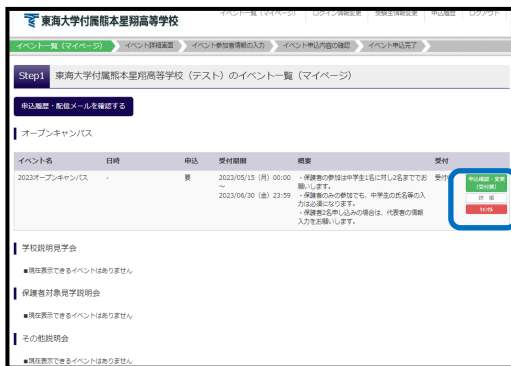 東海大学付属熊本星翔高等学校
イベント一覧（マイページ） ログイン情報変更 受験生情報変更 申込履歴 ログアウト
イベント一覧（マイページ） イベント詳細画面 イベント参加者情報の入力 イベント申込内容の確認 イベント申込完了
Step1 東海大学付属熊本星翔高等学校（テスト）のイベント一覧（マイページ）
申込履歴・配信メールを確認する
オープンキャンパス
イベント名 日時 申込 受付期間 概要 受付
2023オープンキャンパス - 要 2023/05/15（月）00:00 ・保護者の参加は中学生1名に対し2名まででお 受付 申込確認・変更
～ 願いします。 (受付順)
2023/06/30（金）23:59 ・保護者のみの参加でも、中学生の氏名等の入 詳 細
力は必須になります。
・保護者2名申し込みの場合は、代表者の情報 ｷｬﾝｾﾙ
入力をお願いします。
学校説明見学会
■現在表示できるイベントはありません
保護者対象見学説明会
■現在表示できるイベントはありません
その他説明会
■現在表示できるイベントはありません